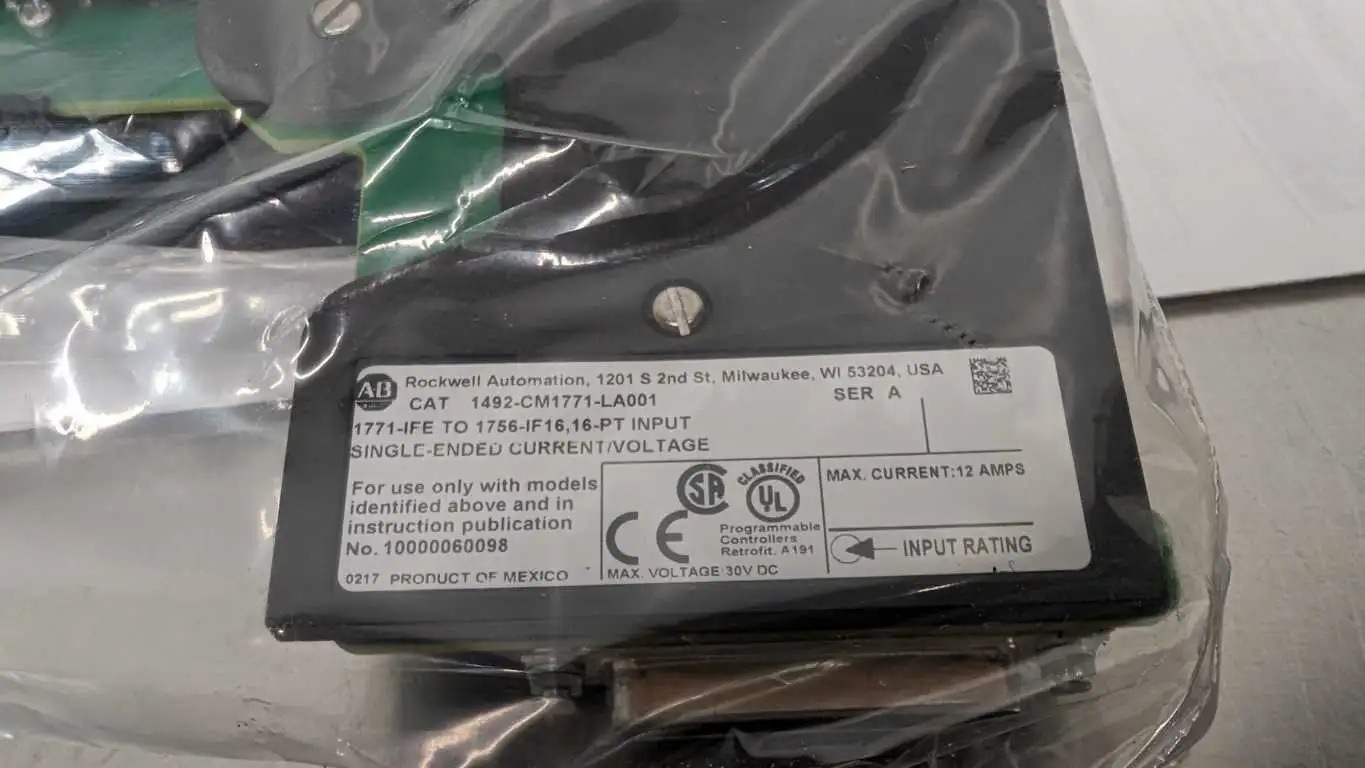 AB Rockwell Automation, 1201 S 2nd St, Milwaukee, WI 53204, USA
CAT 1492-CM1771-LA001 SER A
1771-IFE TO 1756-IF16,16-PT INPUT
SINGLE-ENDED CURRENT/VOLTAGE
For use only with models
identified above and in
instruction publication
No. 10000060098
0217 PRODUCT OF MEXICO
SA
CLASSIFIED
UL
CE
Programmable
Controllers
Retrofit. A191
MAX. VOLTAGE:30V DC
MAX. CURRENT:12 AMPS
INPUT RATING